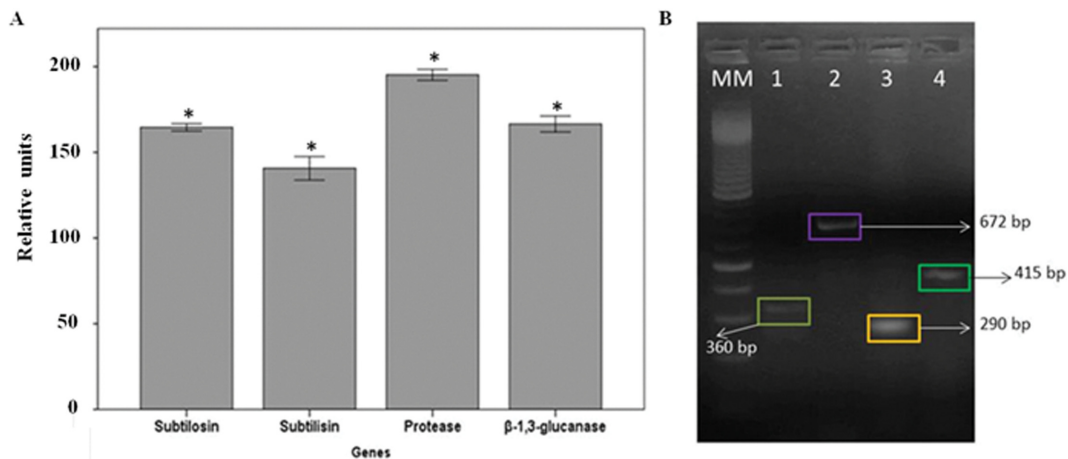 A
Relative units
200
150
100
50
0
*
*
*
*
Subtilosin
Subtilisin
Protease
β-1,3-glucanase
Genes
B
MM 1 2 3 4
672 bp
415 bp
290 bp
360 bp